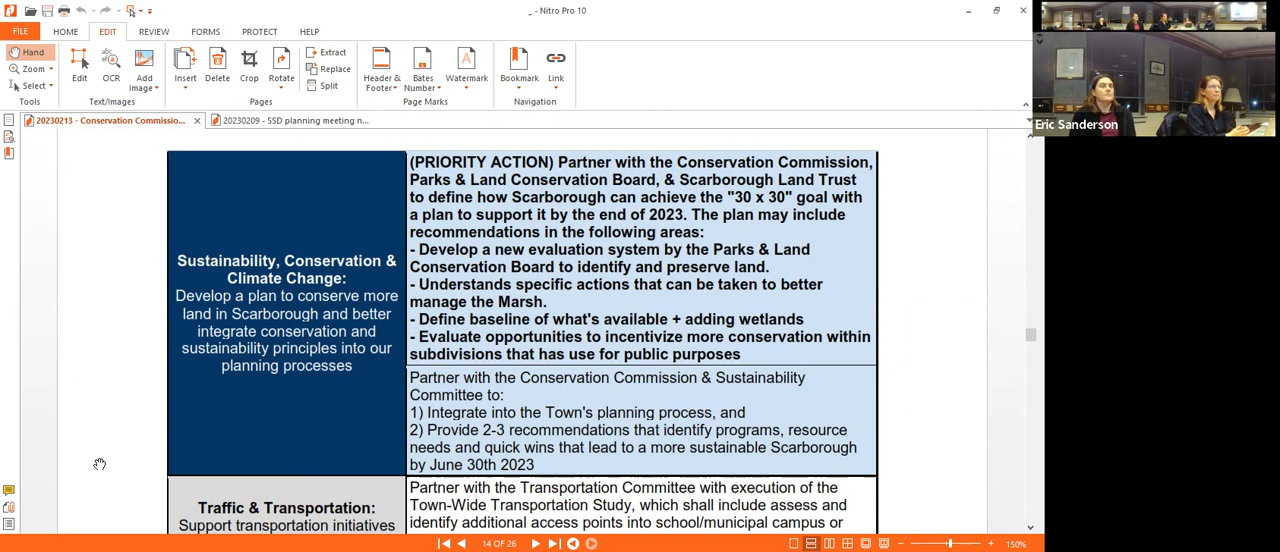 _ - Nitro Pro 10
FILE HOME EDIT REVIEW FORMS PROTECT HELP
Hand
Zoom
Select
Tools
Edit
OCR
Add
Image
Text/Images
Insert
Delete
Crop
Rotate
Extract
Replace
Split
Pages
Header &
Footer
Bates
Number
Watermark
Page Marks
Bookmark
Link
Navigation
20230213 - Conservation Commissio...
20230209 - SSD planning meeting n...
Eric Sanderson
Sustainability, Conservation &
Climate Change:
Develop a plan to conserve more
land in Scarborough and better
integrate conservation and
sustainability principles into our
planning processes
(PRIORITY ACTION) Partner with the Conservation Commission,
Parks & Land Conservation Board, & Scarborough Land Trust
to define how Scarborough can achieve the "30 x 30" goal with
a plan to support it by the end of 2023. The plan may include
recommendations in the following areas:
- Develop a new evaluation system by the Parks & Land
Conservation Board to identify and preserve land.
- Understands specific actions that can be taken to better
manage the Marsh.
- Define baseline of what's available + adding wetlands
- Evaluate opportunities to incentivize more conservation within
subdivisions that has use for public purposes
Partner with the Conservation Commission & Sustainability
Committee to:
1) Integrate into the Town's planning process, and
2) Provide 2-3 recommendations that identify programs, resource
needs and quick wins that lead to a more sustainable Scarborough
by June 30th 2023
Traffic & Transportation:
Support transportation initiatives
Partner with the Transportation Committee with execution of the
Town-Wide Transportation Study, which shall include assess and
identify additional access points into school/municipal campus or
14 OF 26
150%